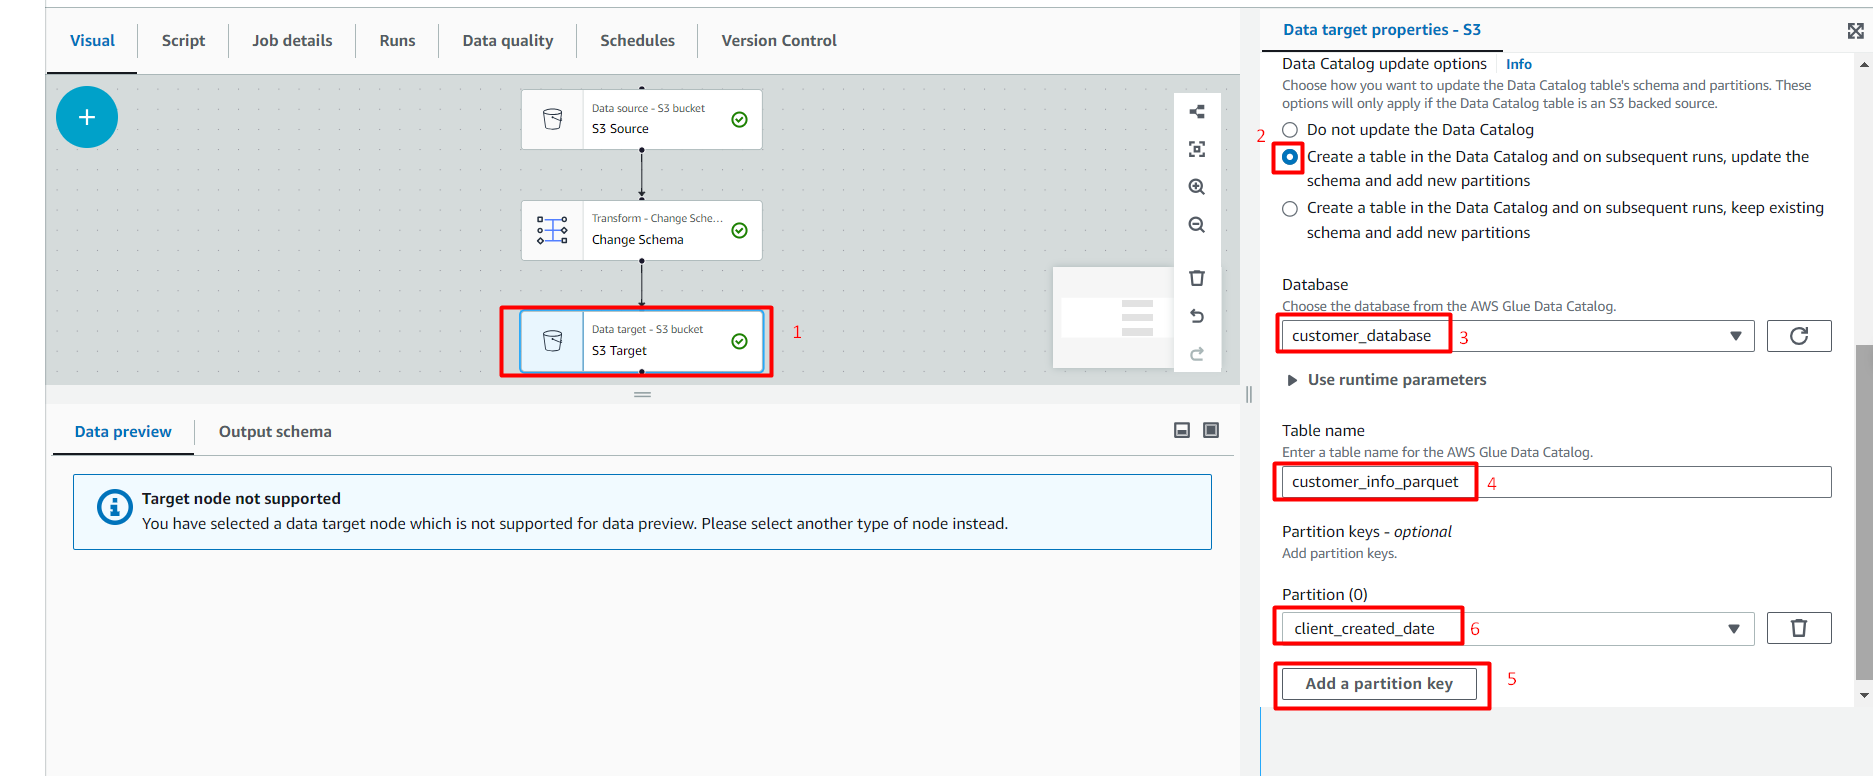 Visual
Script
Job details
Runs
Data quality
Schedules
Version Control
+
Data source - S3 bucket
S3 Source
Transform - Change Sche...
Change Schema
Data target - S3 bucket
S3 Target
1
Data preview
Output schema
Target node not supported
You have selected a data target node which is not supported for data preview. Please select another type of node instead.
Data target properties - S3
Data Catalog update options
Info
Choose how you want to update the Data Catalog table's schema and partitions. These
options will only apply if the Data Catalog table is an S3 backed source.
2
Do not update the Data Catalog
Create a table in the Data Catalog and on subsequent runs, update the
schema and add new partitions
Create a table in the Data Catalog and on subsequent runs, keep existing
schema and add new partitions
Database
Choose the database from the AWS Glue Data Catalog.
customer_database
3
Use runtime parameters
Table name
Enter a table name for the AWS Glue Data Catalog.
customer_info_parquet
4
Partition keys - optional
Add partition keys.
Partition (0)
client_created_date
6
Add a partition key
5